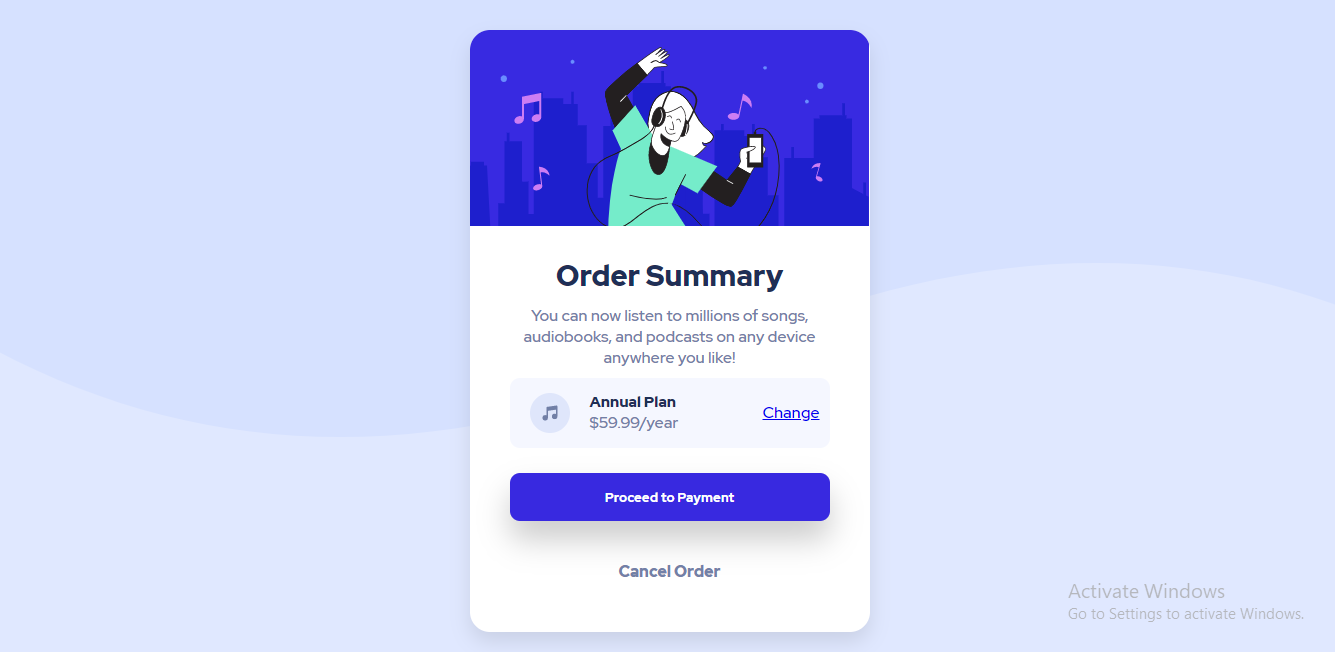 Order Summary
You can now listen to millions of songs,
audiobooks, and podcasts on any device
anywhere you like!
Annual Plan
$59.99/year
Change
Proceed to Payment
Cancel Order
Activate Windows
Go to Settings to activate Windows.